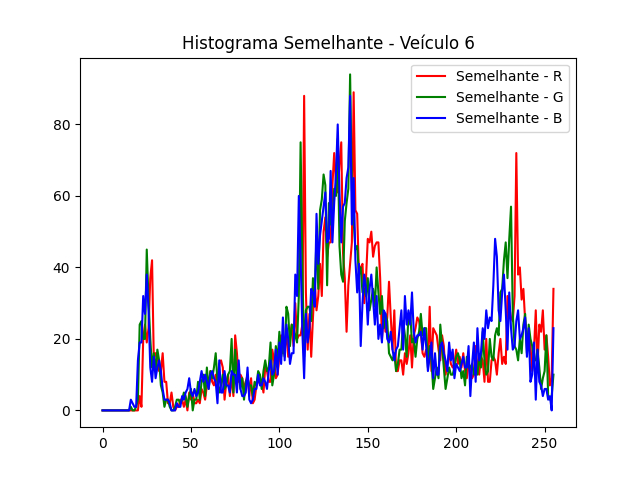 Histograma Semelhante - Veículo 6
Semelhante - R
Semelhante - G
Semelhante - B
80
60
40
20
0
0 50 100 150 200 250